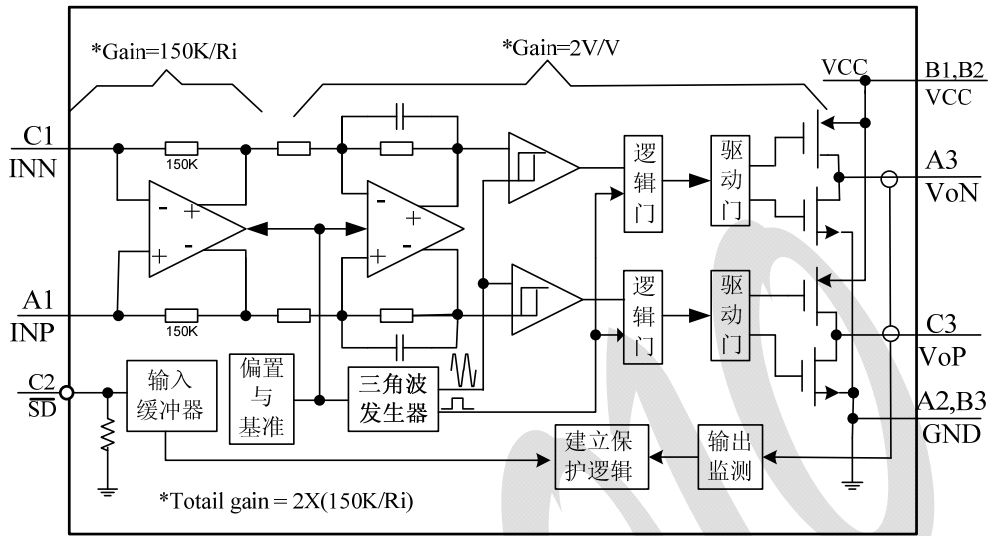 *Gain=150K/Ri
*Gain=2V/V
VCC
B1,B2
VCC
C1
INN
150K
逻辑门
驱动门
A3
VoN
-
+
-
+
-
+
-
+
A1
INP
150K
逻辑门
驱动门
C3
VoP
C2
SD
输入
缓冲器
偏置
与
基准
三角波
发生器
A2,B3
GND
建立保
护逻辑
输出
监测
*Totail gain = 2X(150K/Ri)